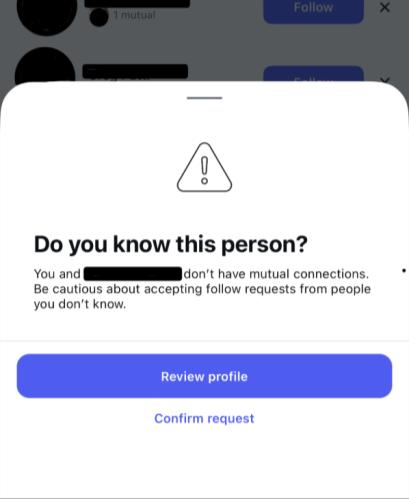 1 mutual
Follow
Follow
Do you know this person?
You and don't have mutual connections.
Be cautious about accepting follow requests from people
you don't know.
Review profile
Confirm request